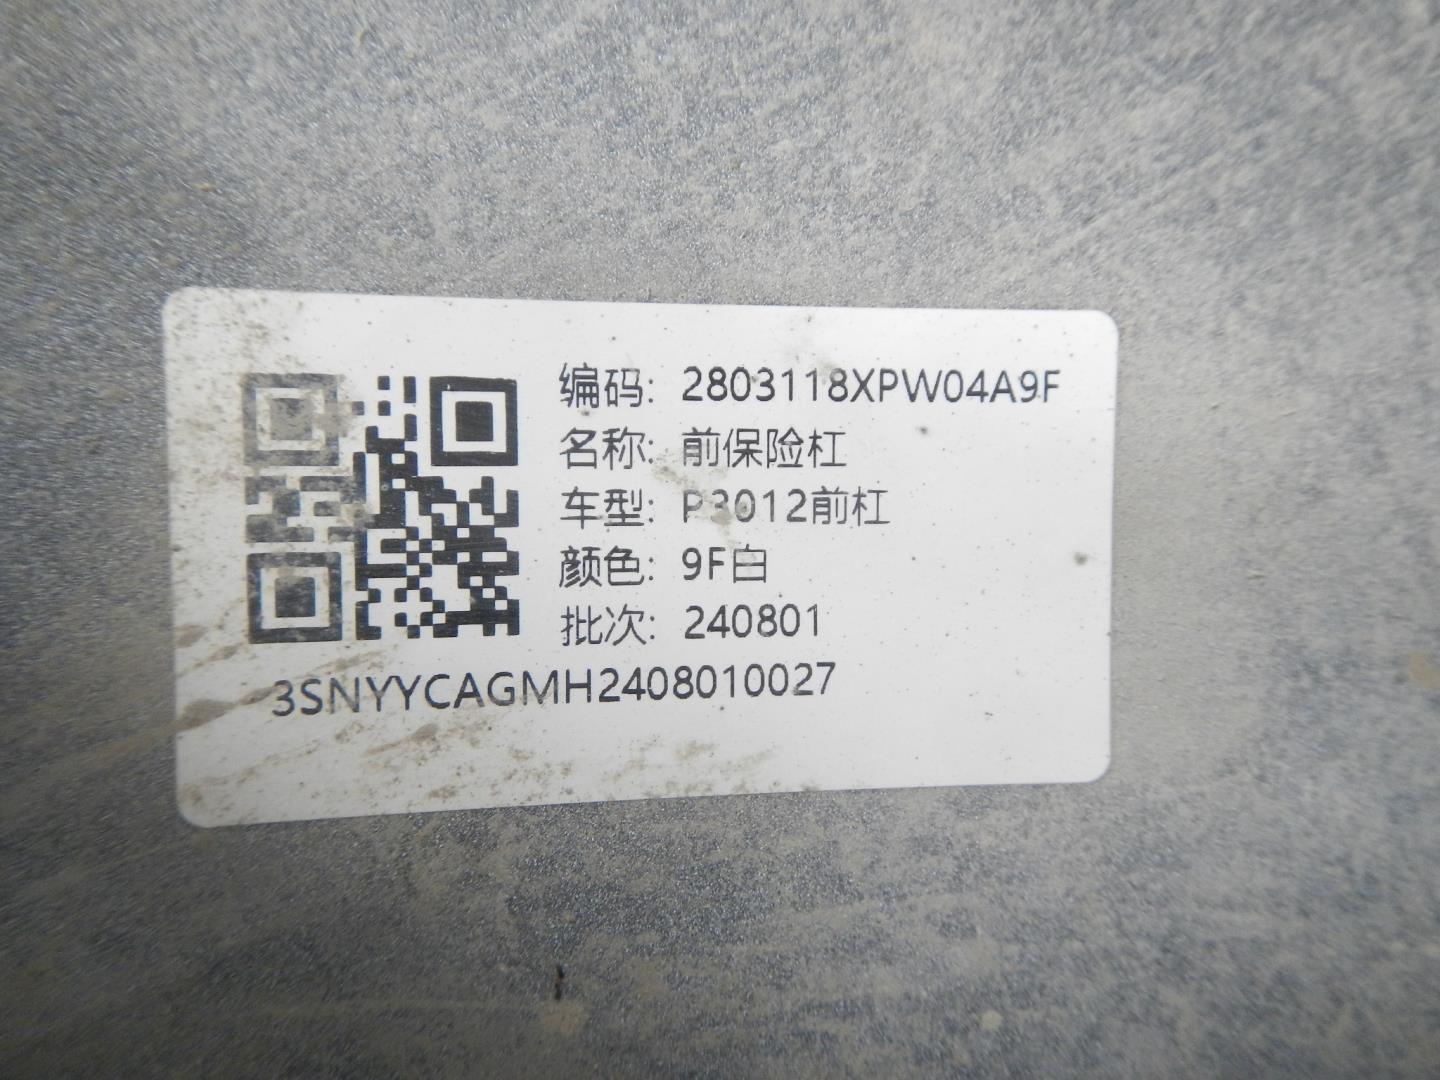 编码: 2803118XPW04A9F
名称: 前保险杠
车型: P3012前杠
颜色: 9F白
批次: 240801
3SNYYCAGMH2408010027